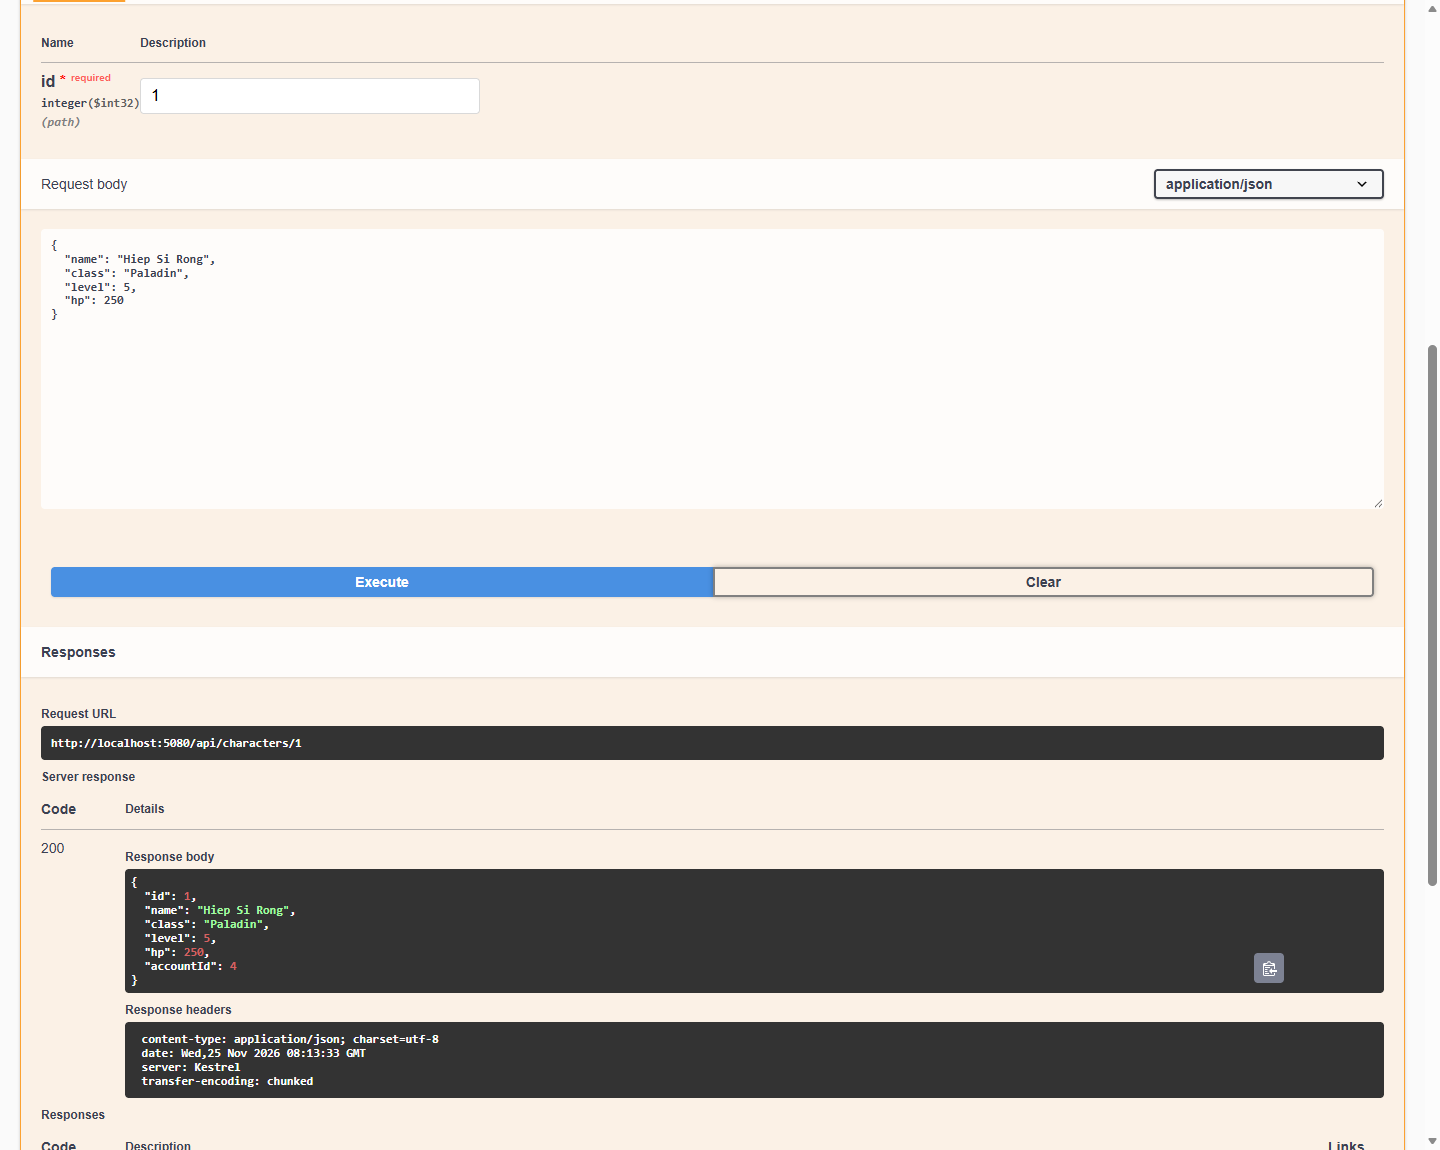 Name Description
id * required
integer($int32)
(path)
1
Request body
application/json
{
"name": "Hiep Si Rong",
"class": "Paladin",
"level": 5,
"hp": 250
}
Execute Clear
Responses
Request URL
http://localhost:5080/api/characters/1
Server response
Code Details
200
Response body
{
"id": 1,
"name": "Hiep Si Rong",
"class": "Paladin",
"level": 5,
"hp": 250,
"accountId": 4
}
Response headers
content-type: application/json; charset=utf-8
date: Wed,25 Nov 2026 08:13:33 GMT
server: Kestrel
transfer-encoding: chunked
Responses
Code Description Links